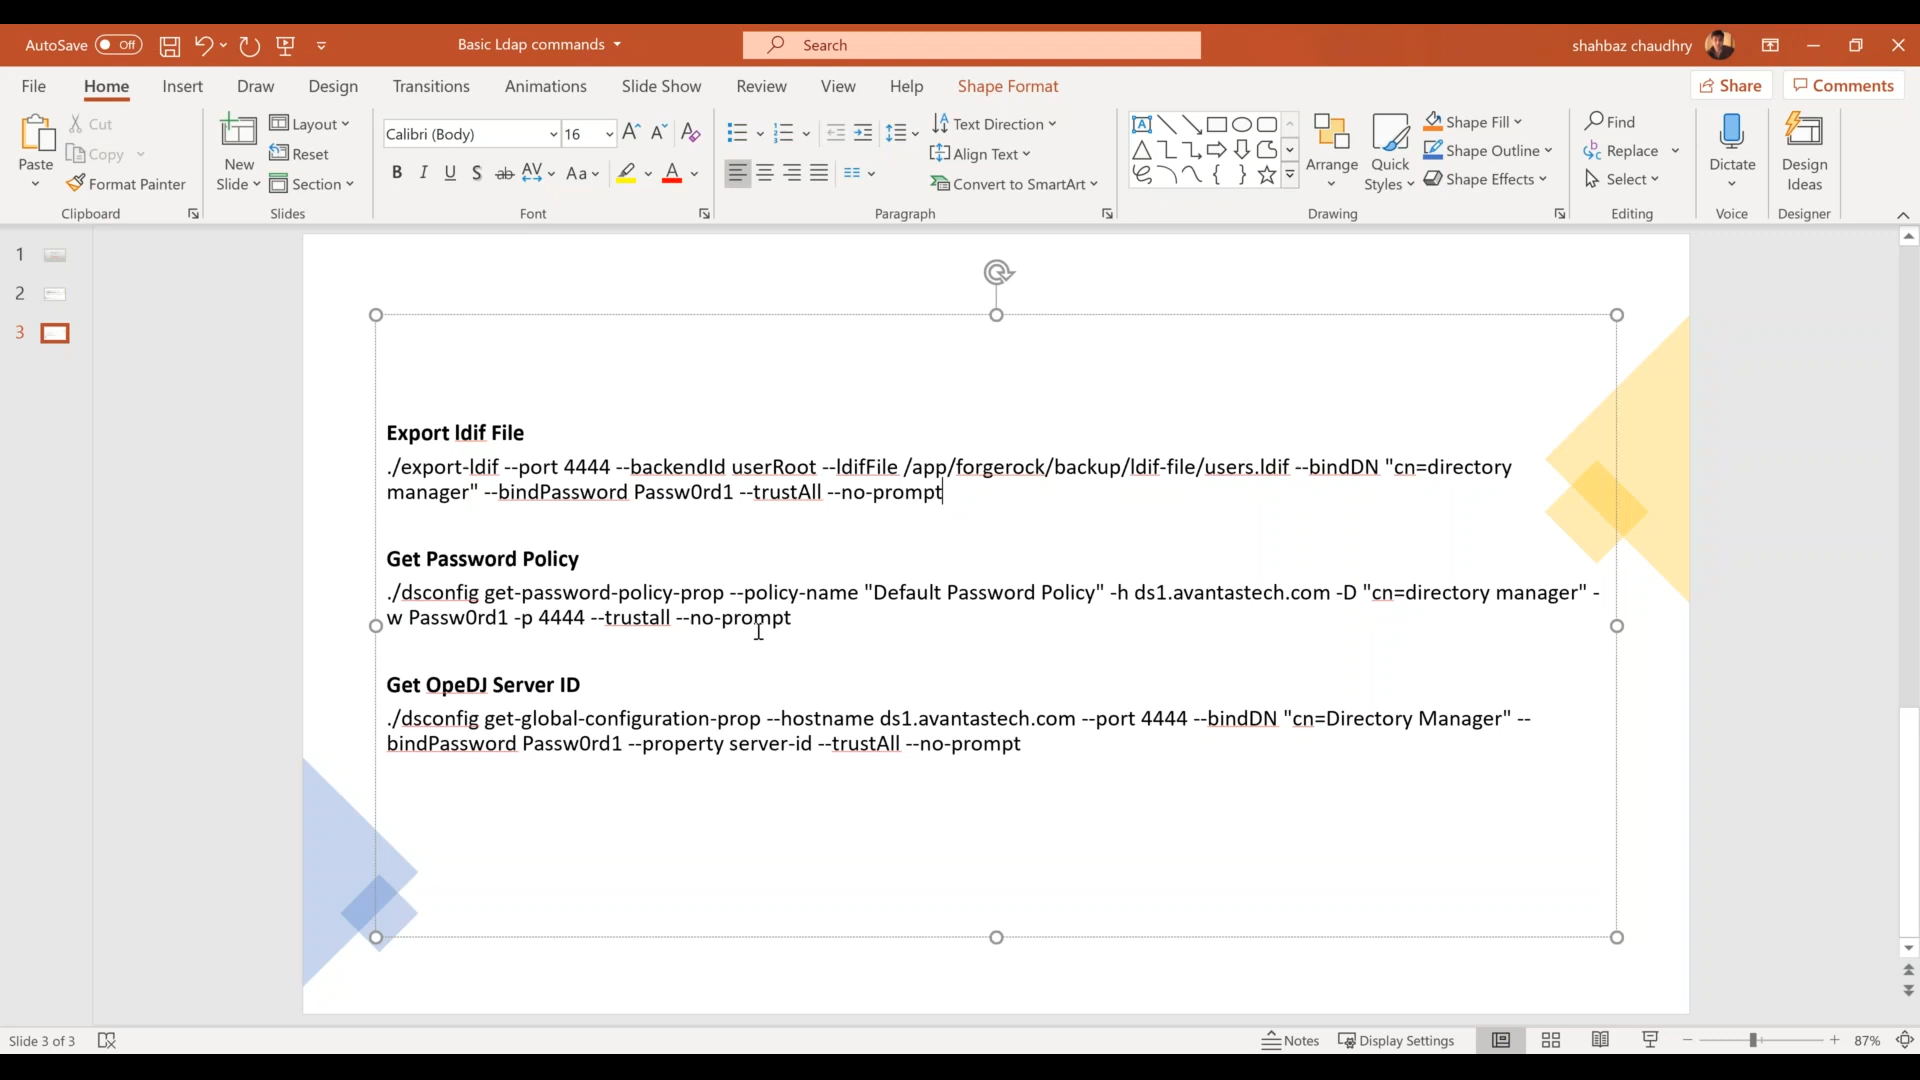 AutoSave Off
Basic Ldap commands
Search
shahbaz chaudhry
File Home Insert Draw Design Transitions Animations Slide Show Review View Help Shape Format
Share Comments
Paste
Cut
Copy
Format Painter
Clipboard
New
Slide
Layout
Reset
Section
Slides
Calibri (Body) 16
B I U S ab AV Aa A
Font
Text Direction
Align Text
Convert to SmartArt
Paragraph
Arrange
Quick
Styles
Shape Fill
Shape Outline
Shape Effects
Drawing
Find
Replace
Select
Editing
Dictate
Voice
Design
Ideas
Designer
1
2
3
Export ldif File
./export-ldif --port 4444 --backendId userRoot --ldifFile /app/forgerock/backup/ldif-file/users.ldif --bindDN "cn=directory
manager" --bindPassword Passw0rd1 --trustAll --no-prompt
Get Password Policy
./dsconfig get-password-policy-prop --policy-name "Default Password Policy" -h ds1.avantastech.com -D "cn=directory manager" -
w Passw0rd1 -p 4444 --trustall --no-prompt
Get OpeDJ Server ID
./dsconfig get-global-configuration-prop --hostname ds1.avantastech.com --port 4444 --bindDN "cn=Directory Manager" --
bindPassword Passw0rd1 --property server-id --trustAll --no-prompt
Slide 3 of 3
Notes
Display Settings
87%